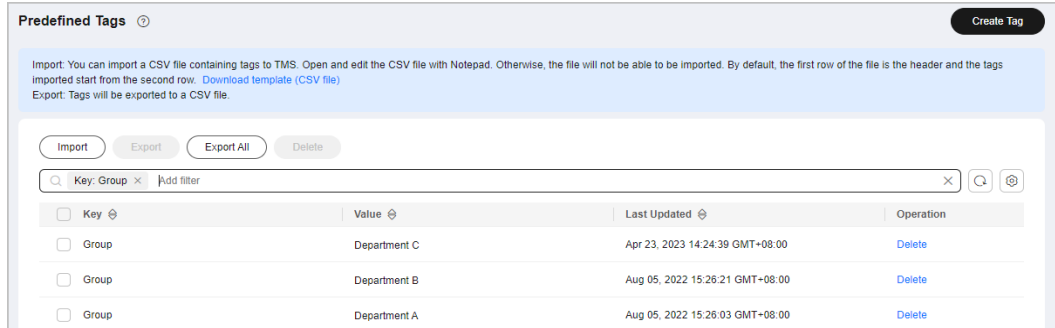 Predefined Tags
Create Tag
Import: You can import a CSV file containing tags to TMS. Open and edit the CSV file with Notepad. Otherwise, the file will not be able to be imported. By default, the first row of the file is the header and the tags
imported start from the second row. Download template (CSV file)
Export: Tags will be exported to a CSV file.
Import Export Export All Delete
Key: Group × Add filter
Key Value Last Updated Operation
Group Department C Apr 23, 2023 14:24:39 GMT+08:00 Delete
Group Department B Aug 05, 2022 15:26:21 GMT+08:00 Delete
Group Department A Aug 05, 2022 15:26:03 GMT+08:00 Delete